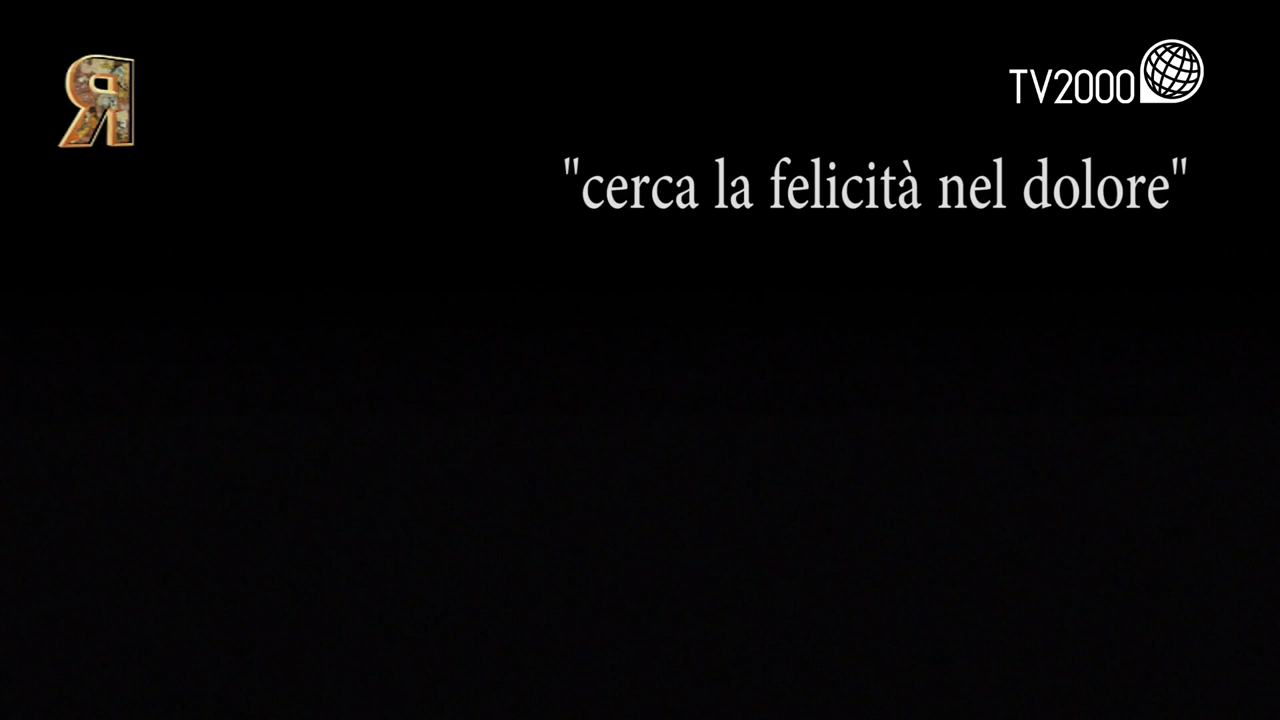 Я
TV2000
"cerca la felicità nel dolore"